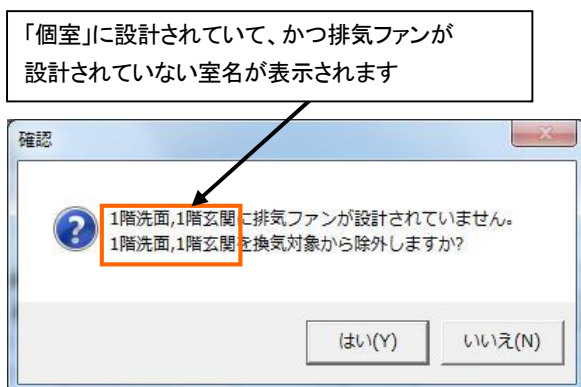 「個室」に設計されていて、かつ排気ファンが
設計されていない室名が表示されます
確認
1階洗面,1階玄関に排気ファンが設計されていません。
1階洗面,1階玄関を換気対象から除外しますか?
はい(Y)
いいえ(N)